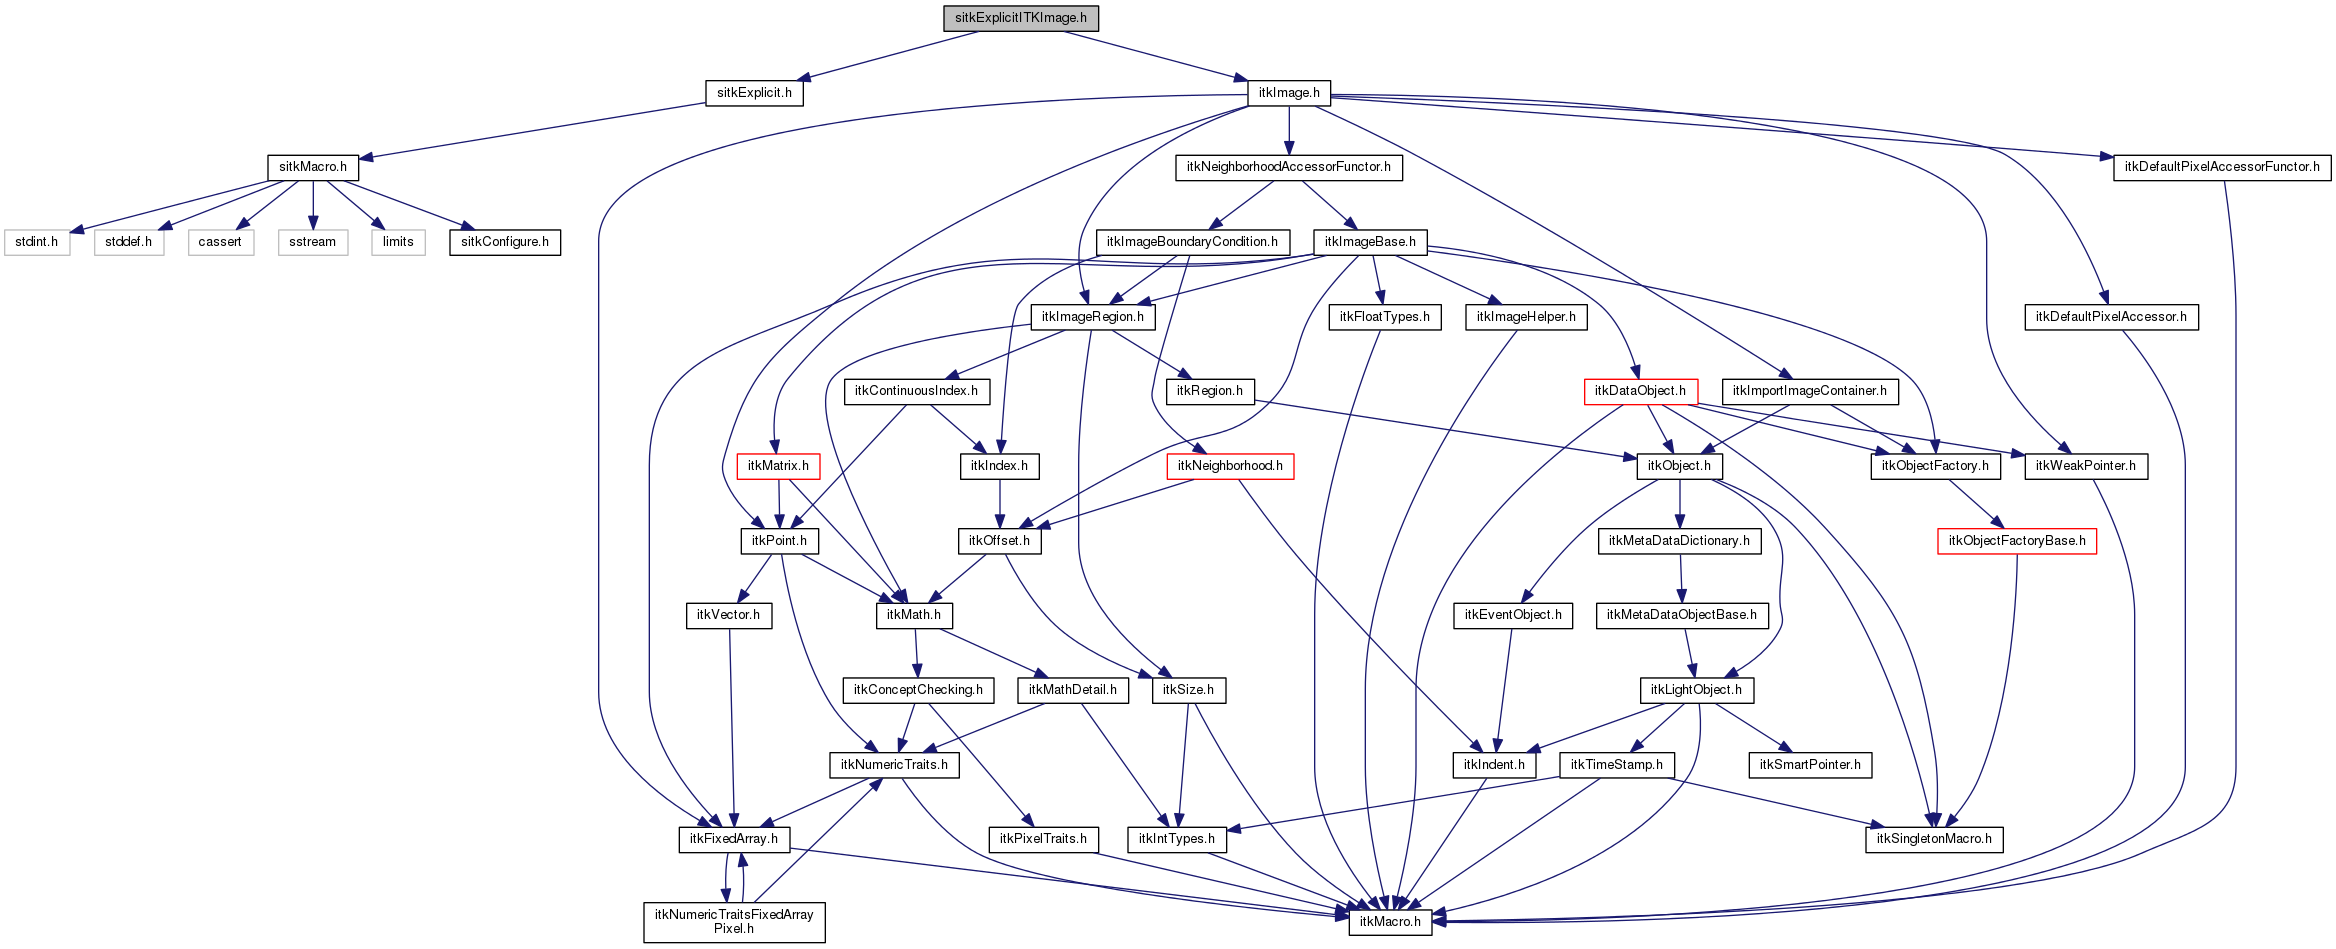 sitkExplicitITKImage.h
sitkExplicit.h
itkImage.h
sitkMacro.h
itkNeighborhoodAccessorFunctor.h
itkDefaultPixelAccessorFunctor.h
stdint.h
stddef.h
cassert
sstream
limits
sitkConfigure.h
itkImageBoundaryCondition.h
itkImageBase.h
itkImageRegion.h
itkFloatTypes.h
itkImageHelper.h
itkDefaultPixelAccessor.h
itkContinuousIndex.h
itkRegion.h
itkDataObject.h
itkImportImageContainer.h
itkMatrix.h
itkIndex.h
itkNeighborhood.h
itkObject.h
itkObjectFactory.h
itkWeakPointer.h
itkPoint.h
itkOffset.h
itkMetaDataDictionary.h
itkObjectFactoryBase.h
itkVector.h
itkMath.h
itkEventObject.h
itkMetaDataObjectBase.h
itkConceptChecking.h
itkMathDetail.h
itkSize.h
itkLightObject.h
itkNumericTraits.h
itkIndent.h
itkTimeStamp.h
itkSmartPointer.h
itkFixedArray.h
itkPixelTraits.h
itkIntTypes.h
itkSingletonMacro.h
itkNumericTraitsFixedArray
Pixel.h
itkMacro.h